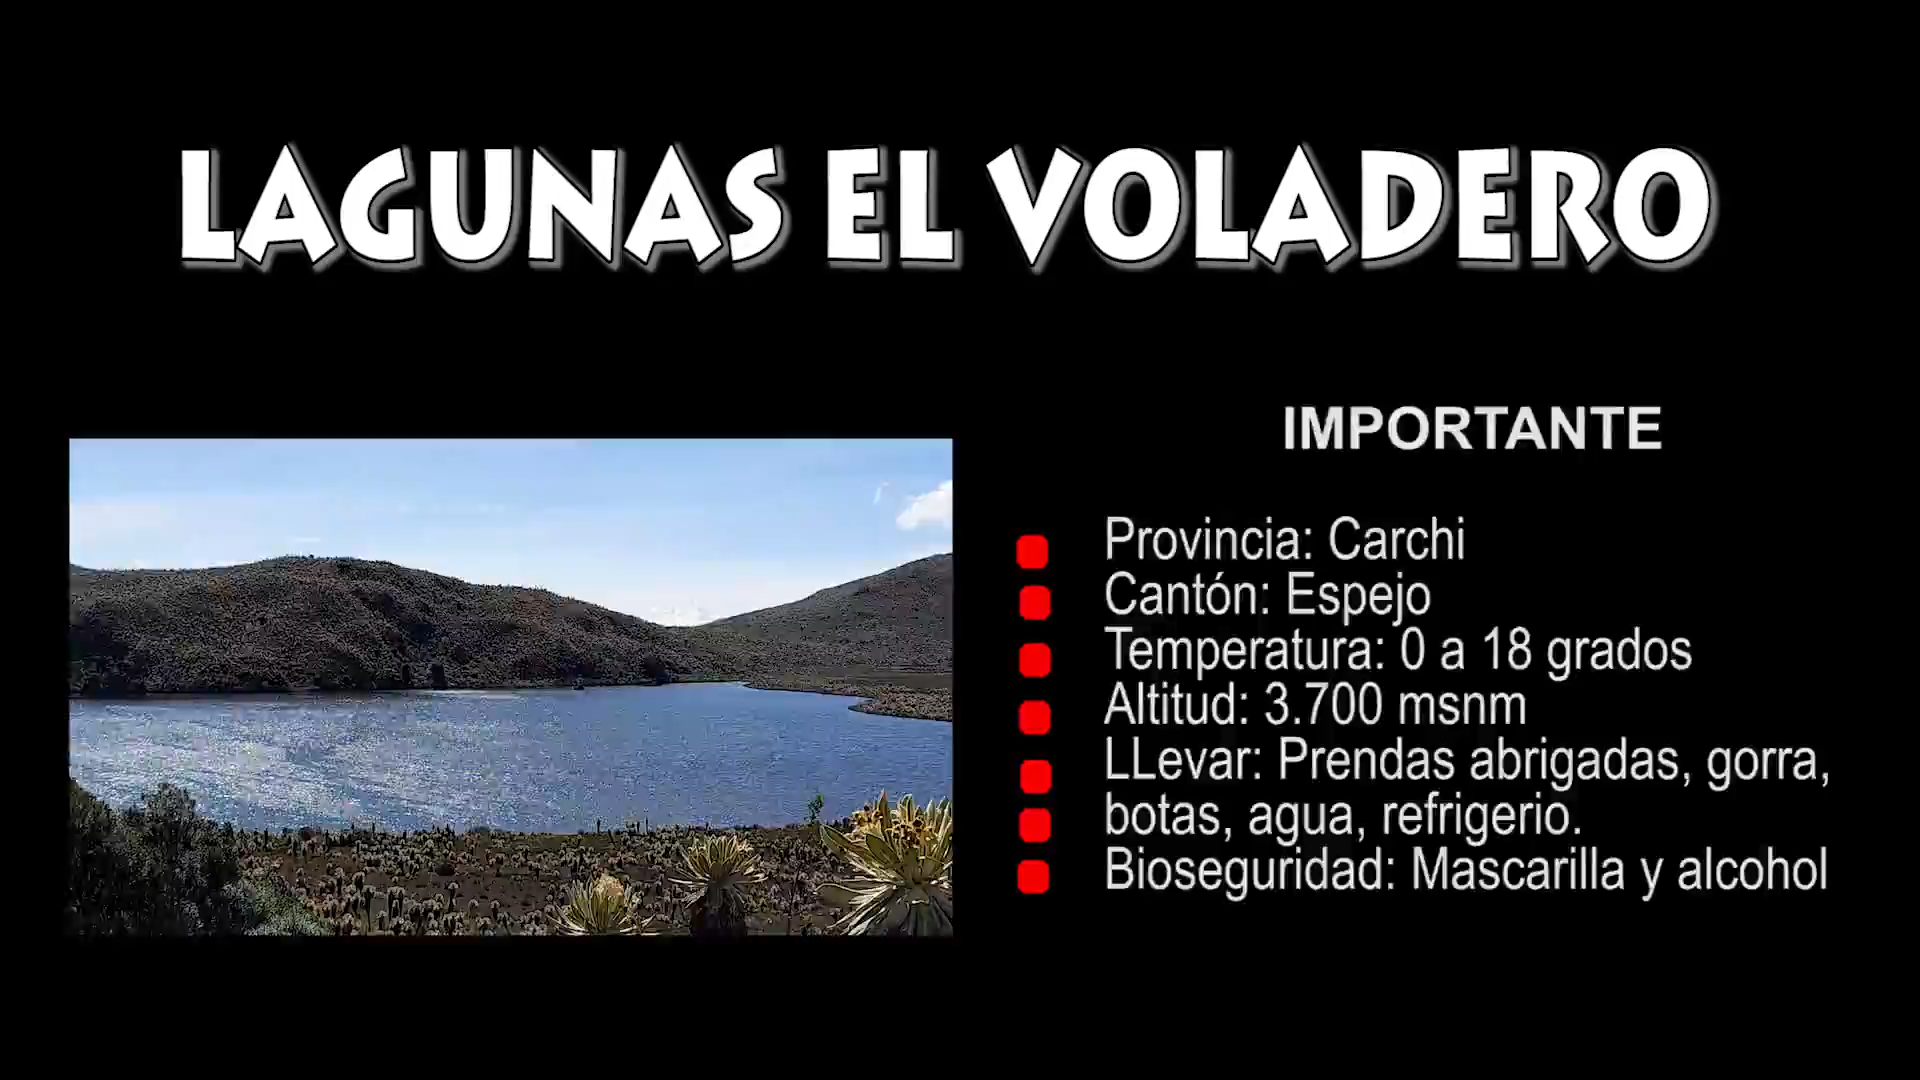 LAGUNAS EL VOLADERO
IMPORTANTE
Provincia: Carchi
Cantón: Espejo
Temperatura: 0 a 18 grados
Altitud: 3.700 msnm
LLevar: Prendas abrigadas, gorra,
botas, agua, refrigerio.
Bioseguridad: Mascarilla y alcohol